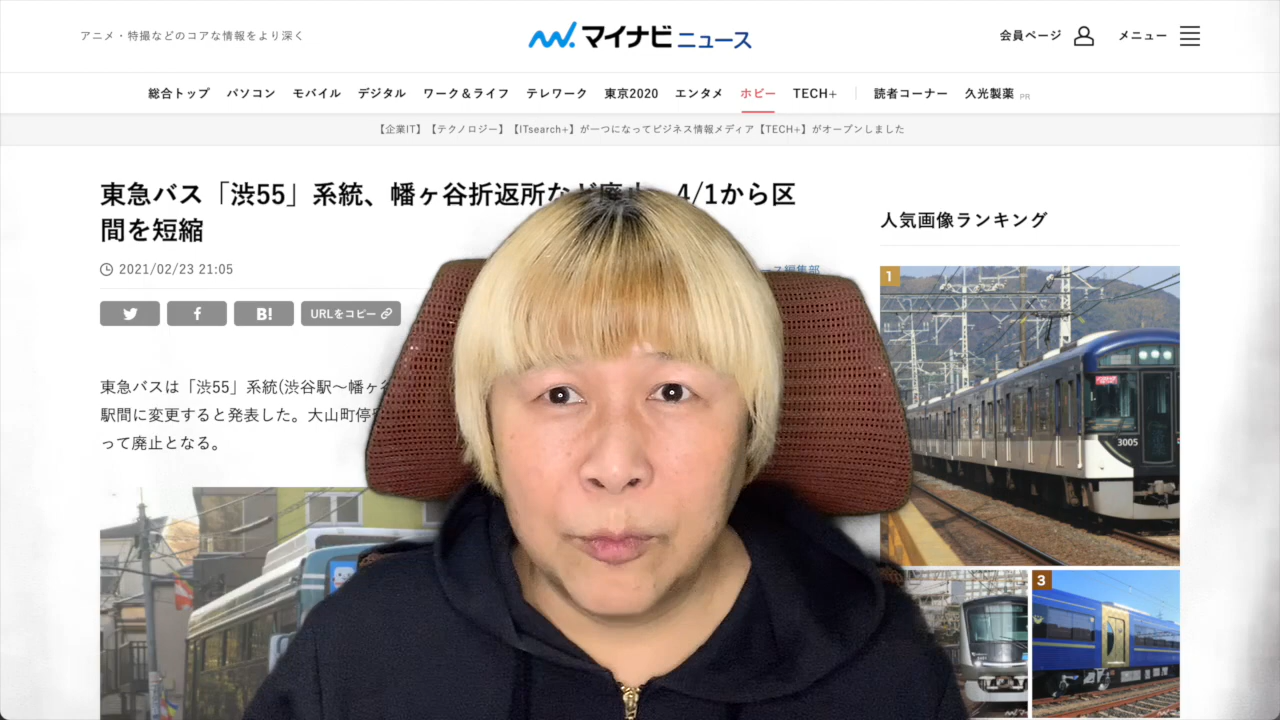 アニメ・特撮などのコアな情報をより深く
マイナビニュース
会員ページ
メニュー
総合トップ パソコン モバイル デジタル ワーク＆ライフ テレワーク 東京2020 エンタメ ホビー TECH+ 読者コーナー 久光製薬 PR
【企業IT】【テクノロジー】【ITsearch+】が一つになってビジネス情報メディア【TECH+】がオープンしました
東急バス「渋55」系統、幡ヶ谷折返所など廃止 4/1から区
間を短縮
2021/02/23 21:05
ース編集部
B!
URLをコピー
東急バスは「渋55」系統(渋谷駅〜幡ヶ谷
駅間に変更すると発表した。大山町停
って廃止となる。
人気画像ランキング
1
3005
3